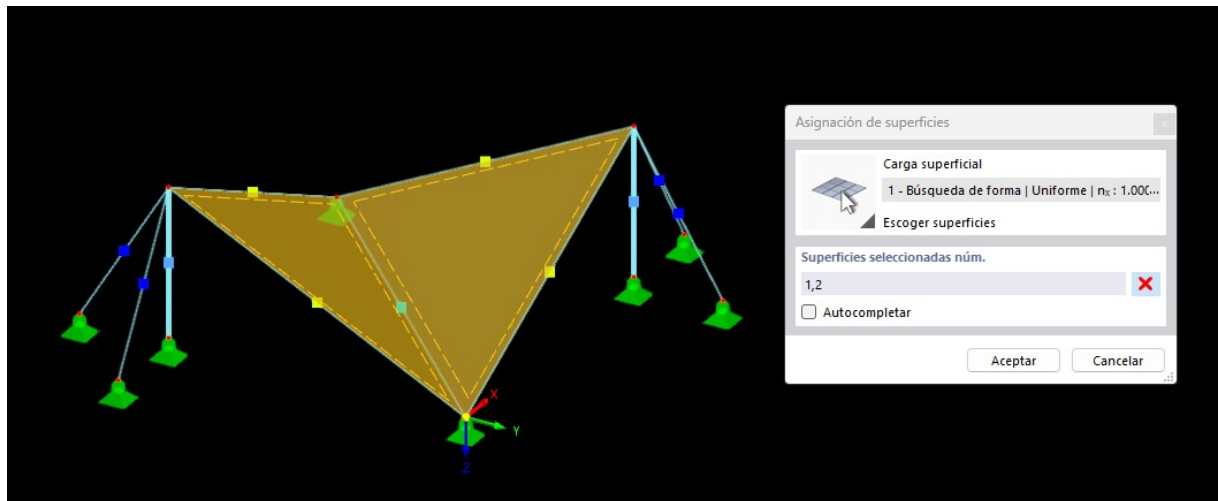 Asignación de superficies
x
Carga superficial
1 - Búsqueda de forma | Uniforme | nₓ : 1.000...
Escoger superficies
Superficies seleccionadas núm.
1,2
Autocompletar
Aceptar
Cancelar
X
Y
Z